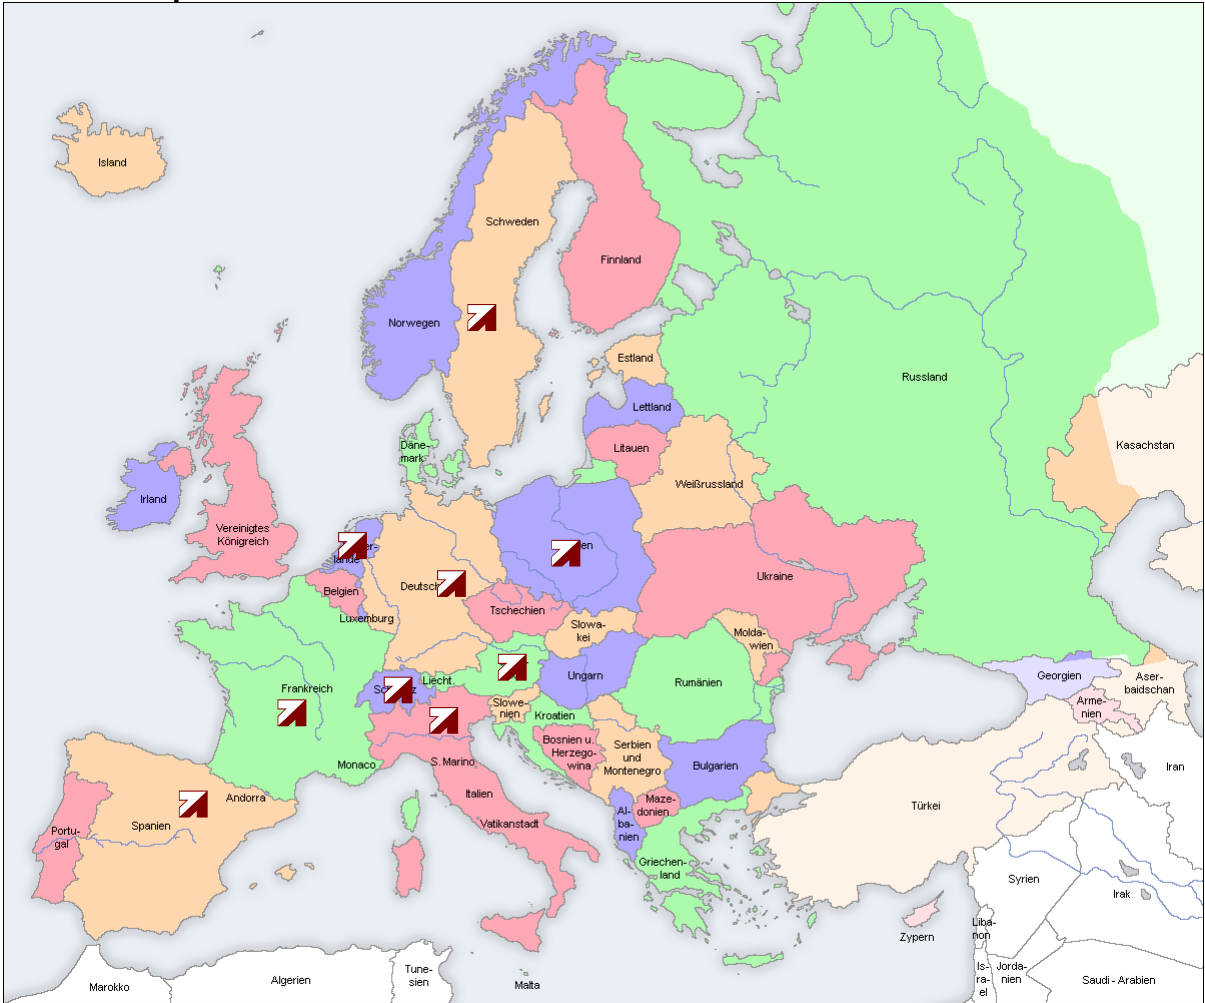 Island
Schweden
Finnland
Norwegen
Estland
Russland
Lettland
Däne-
mark
Litauen
Kasachstan
Weißrussland
Irland
Vereinigtes
Königreich
er-
lande
en
Ukraine
Belgien
Deutsch
Tschechien
Luxemburg
Slowa-
kei
Molda-
wien
Ungarn
Georgien
Aser-
baidschan
Liecht.
Rumänien
Frankreich
Sc z
Arme-
nien
Slowe-
nien
Kroatien
Bosnien u.
Herzego-
wina
Serbien
und
Montenegro
Monaco
S. Marino
Bulgarien
Iran
Italien
Andorra
Maze-
donien
Türkei
Spanien
Vatikanstadt
Al-
ba-
nien
Portu-
gal
Griechen-
land
Syrien
Irak
Zypern
Liba-
non
Marokko
Algerien
Tune-
sien
Malta
Is-
ra-
el
Jorda-
nien
Saudi - Arabien